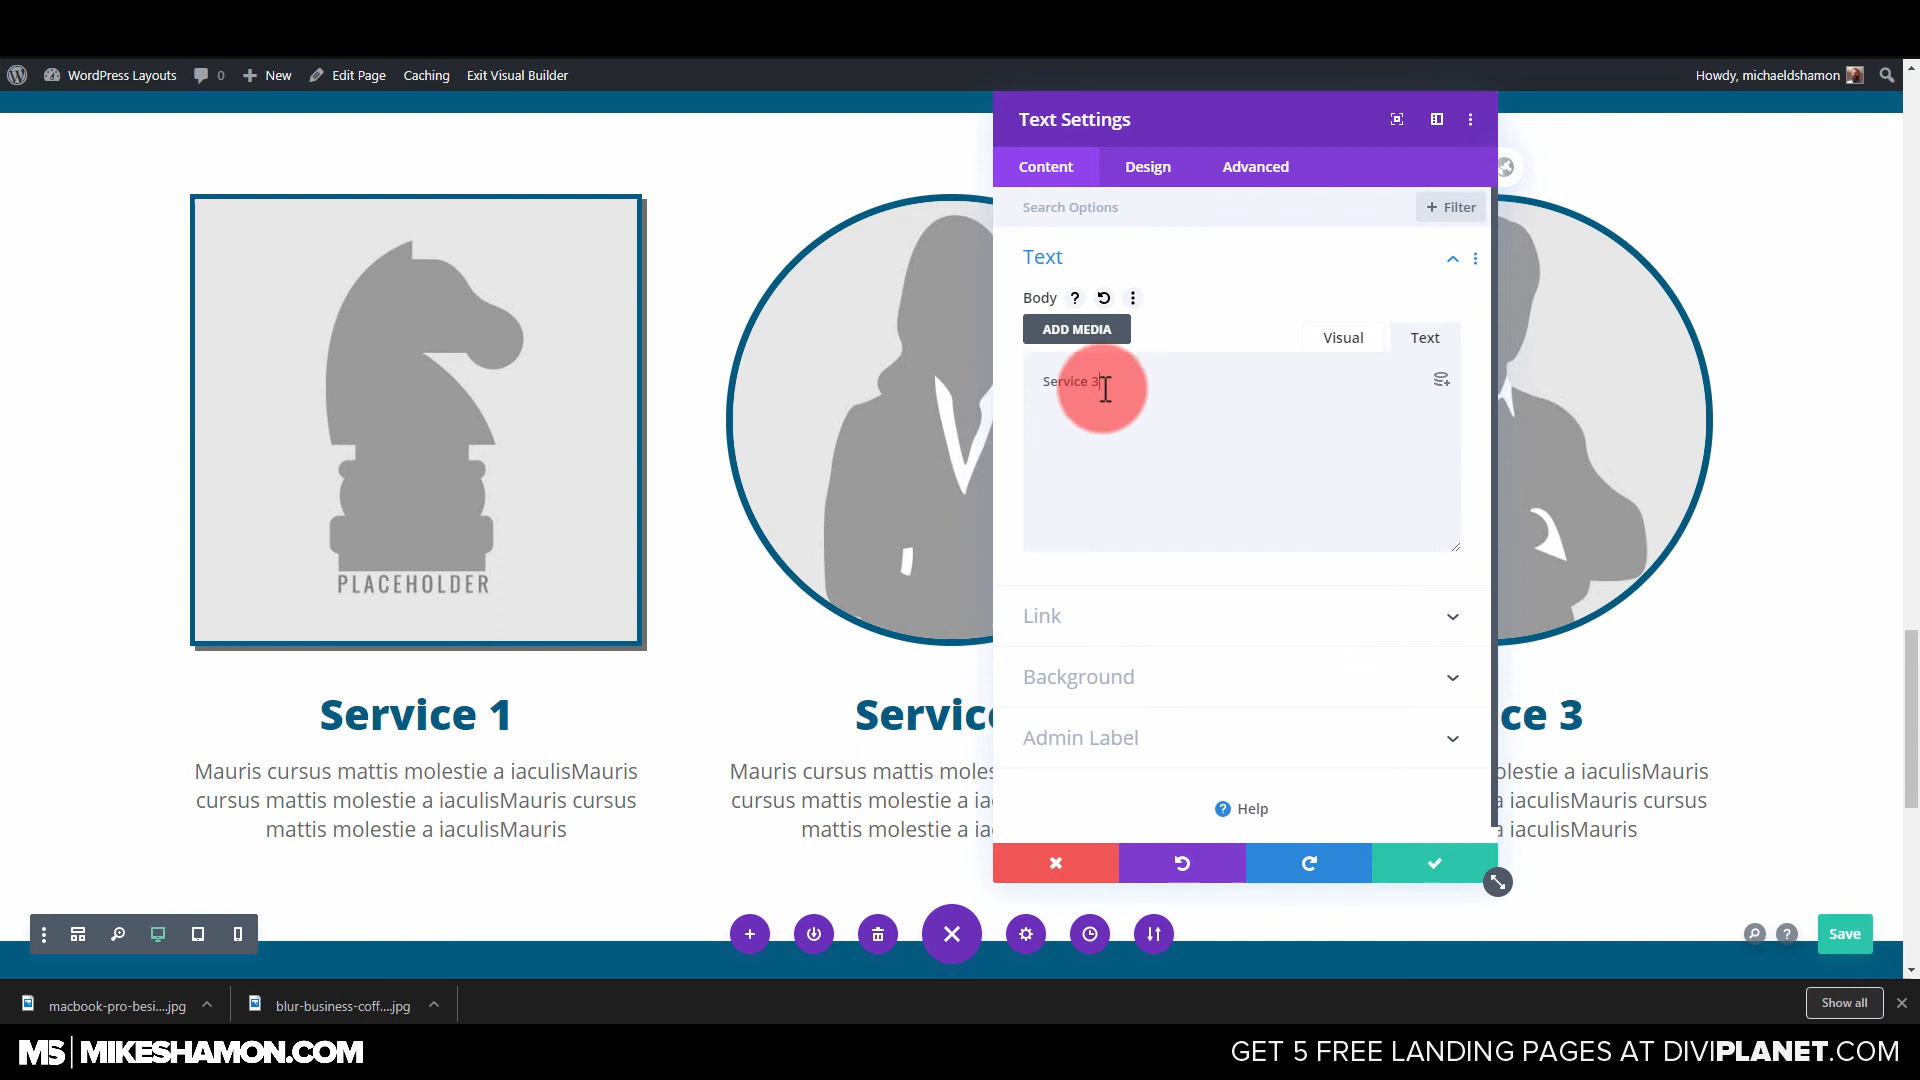 WordPress Layouts 0 New Edit Page Caching Exit Visual Builder Howdy, michaeldshamon
Text Settings
Content Design Advanced
Search Options + Filter
Text
Body ?
ADD MEDIA
Visual Text
Service 3
PLACEHOLDER
Link
Background
Admin Label
? Help
Service 1
Mauris cursus mattis molestie a iaculisMauris
cursus mattis molestie a iaculisMauris cursus
mattis molestie a iaculisMauris
Servic
Mauris cursus mattis moles
cursus mattis molestie a ia
mattis molestie a ia
ce 3
olestie a iaculisMauris
a iaculisMauris cursus
a iaculisMauris
? Save
macbook-pro-besi....jpg blur-business-coff....jpg Show all
MS | MIKESHAMON.COM GET 5 FREE LANDING PAGES AT DIVIPLANET.COM